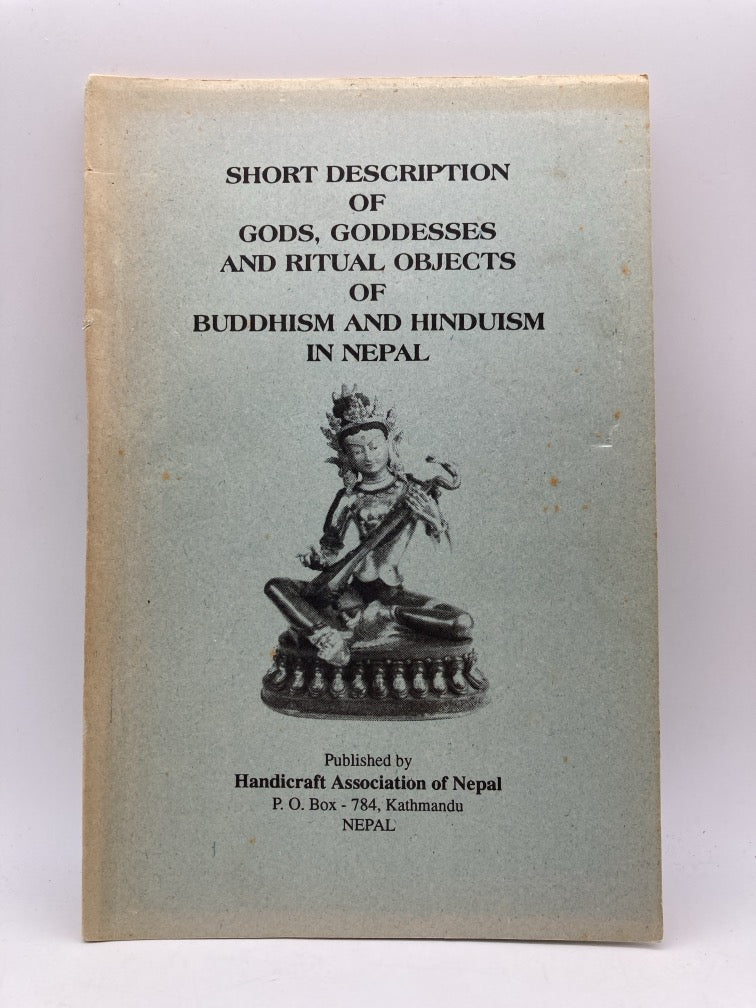 SHORT DESCRIPTION
OF
GODS, GODDESSES
AND RITUAL OBJECTS
OF
BUDDHISM AND HINDUISM
IN NEPAL
Published by
Handicraft Association of Nepal
P. O. Box - 784, Kathmandu
NEPAL